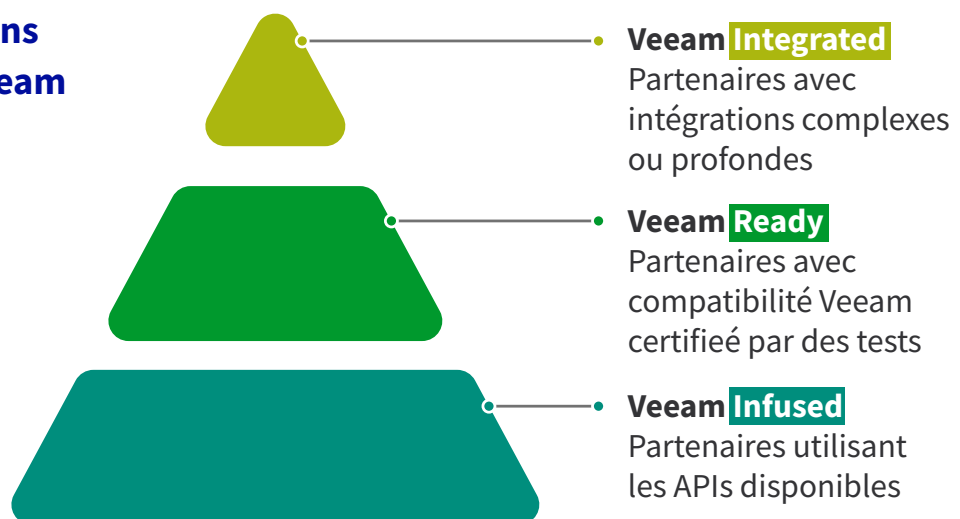 ns
eam
Veeam Integrated
Partenaires avec
intégrations complexes
ou profondes
Veeam Ready
Partenaires avec
compatibilité Veeam
certifieé par des tests
Veeam Infused
Partenaires utilisant
les APIs disponibles